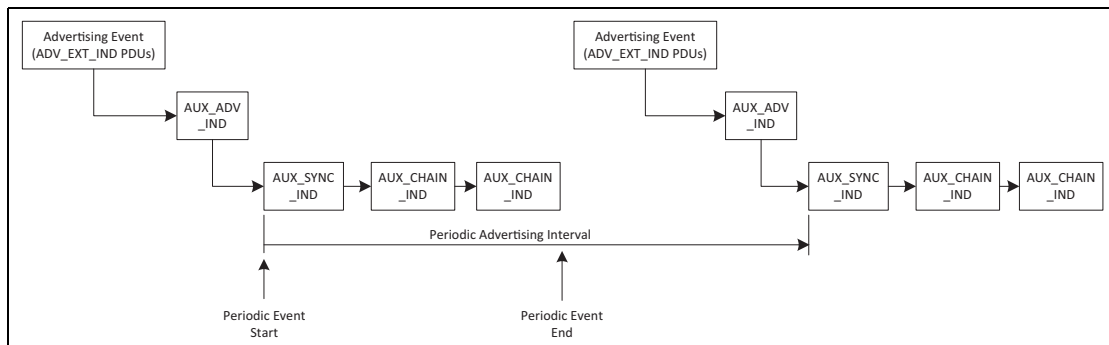 Advertising Event
(ADV_EXT_IND PDUs)
Advertising Event
(ADV_EXT_IND PDUs)
AUX_ADV
_IND
AUX_ADV
_IND
AUX_SYNC
_IND
AUX_CHAIN
_IND
AUX_CHAIN
_IND
AUX_SYNC
_IND
AUX_CHAIN
_IND
AUX_CHAIN
_IND
Periodic Advertising Interval
Periodic Event
Start
Periodic Event
End